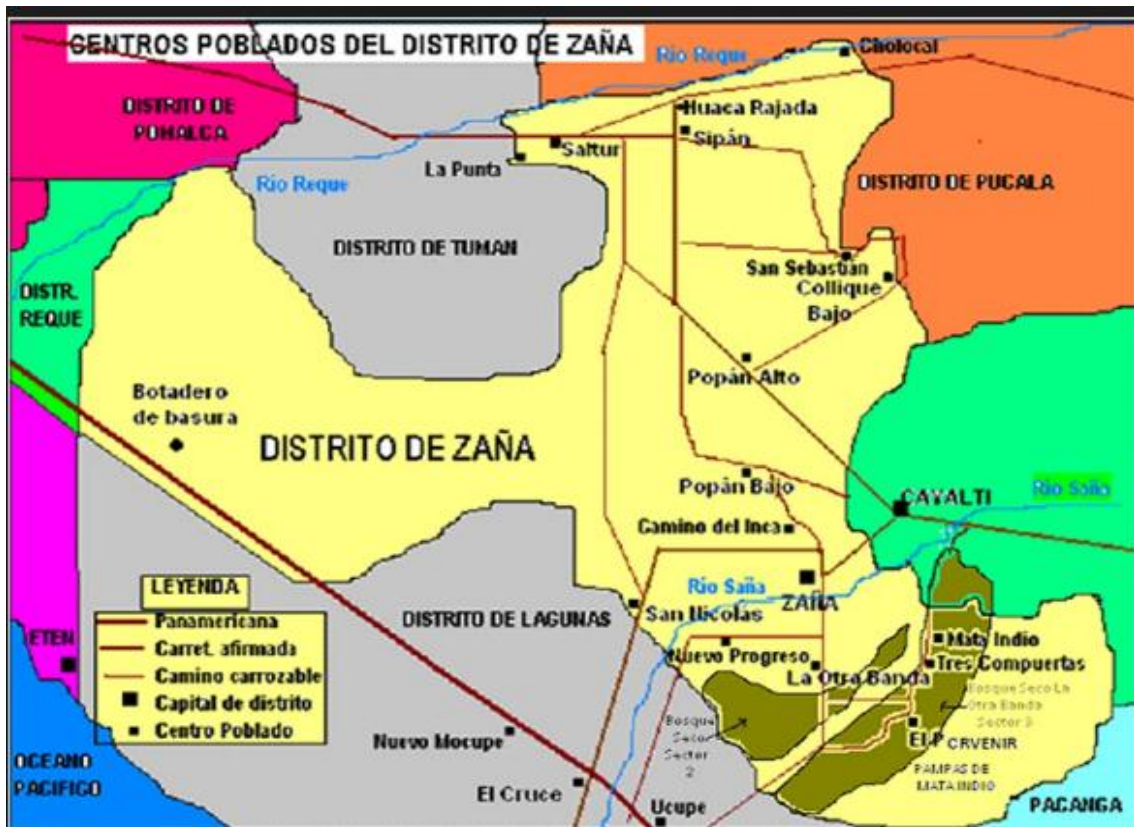 CENTROS POBLADOS DEL DISTRITO DE ZAÑA
Río Reque
Cholocal
DISTRITO DE
POMALCA
Huaca Rajada
Sipán
Saltur
La Punta
Río Reque
DISTRITO DE PUCALA
DISTRITO DE TUMAN
San Sebastián
Collique
Bajo
DISTR.
REQUE
Popán Alto
Botadero
de basura
DISTRITO DE ZAÑA
Popán Bajo
CAYALTI
Río Saña
Camino del Inca
LEYENDA
Panamericana
Carret. afirmada
Camino carrozable
Capital de distrito
Centro Poblado
Río Saña
ZAÑA
DISTRITO DE LAGUNAS
San Nicolas
ETEN
Mata Indio
Nuevo Progreso
Tres Compuertas
La Otra Banda
Bosque Seco La
Otra Banda
Sector 3
Bosque
Seco
Sector
2
Nuevo Mocupe
El P ORVENIR
OCEANO
PACIFICO
PAMPAS DE
MATA INDIO
El Cruce
Ucupe
PACANGA